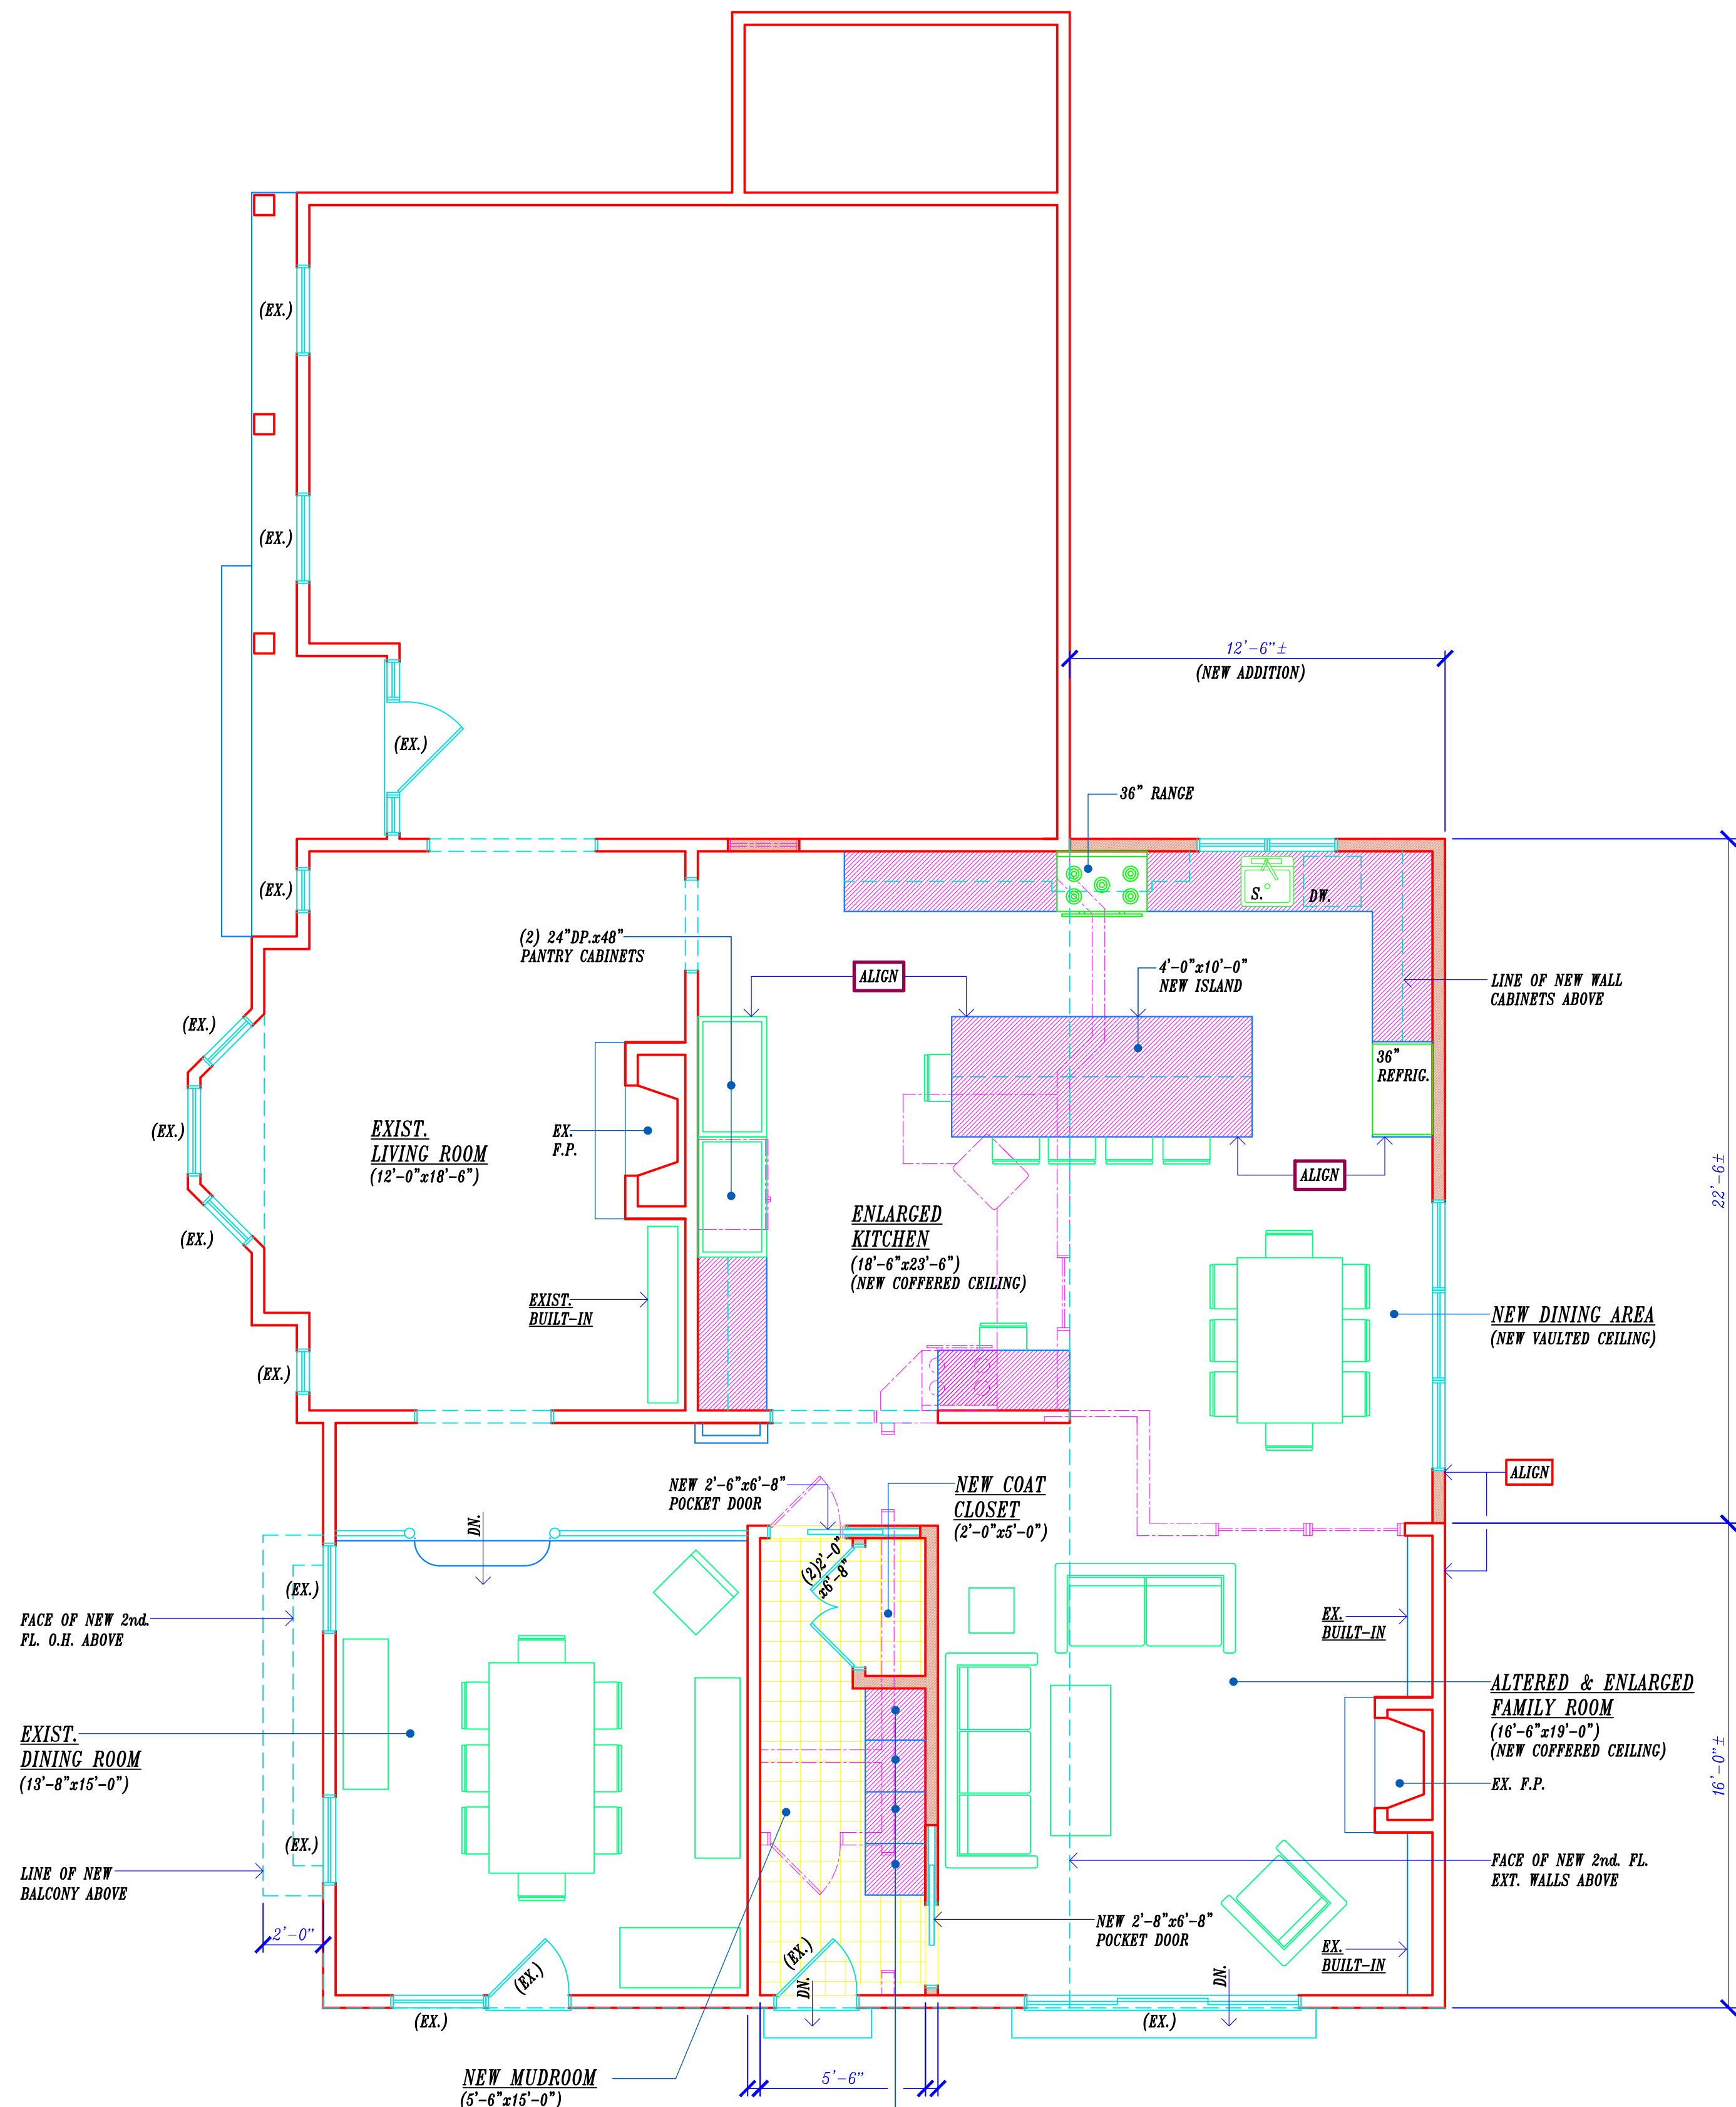 (EX.)
(EX.)
12'-6"±
(NEW ADDITION)
(EX.)
36" RANGE
(EX.)
S.
DW.
(2) 24"DP.x48"
PANTRY CABINETS
ALIGN
4'-0"x10'-0"
NEW ISLAND
LINE OF NEW WALL
CABINETS ABOVE
(EX.)
36"
REFRIG.
(EX.)
EXIST.
LIVING ROOM
(12'-0"x18'-6")
EX.
F.P.
ALIGN
22'-6±
(EX.)
ENLARGED
KITCHEN
(18'-6"x23'-6")
(NEW COFFERED CEILING)
EXIST.
BUILT-IN
NEW DINING AREA
(NEW VAULTED CEILING)
(EX.)
ALIGN
NEW 2'-6"x6'-8"
POCKET DOOR
NEW COAT
CLOSET
(2'-0"x5'-0")
DN.
(2)2'-0"
x6'-8"
(EX.)
FACE OF NEW 2nd.
FL. O.H. ABOVE
EX.
BUILT-IN
ALTERED & ENLARGED
FAMILY ROOM
(16'-6"x19'-0")
(NEW COFFERED CEILING)
EX. F.P.
16'-0"±
EXIST.
DINING ROOM
(13'-8"x15'-0")
(EX.)
LINE OF NEW
BALCONY ABOVE
FACE OF NEW 2nd. FL.
EXT. WALLS ABOVE
2'-0"
NEW 2'-8"x6'-8"
POCKET DOOR
EX.
BUILT-IN
(EX.)
(EX.)
DN.
DN.
(EX.)
(EX.)
NEW MUDROOM
(5'-6"x15'-0")
5'-6"